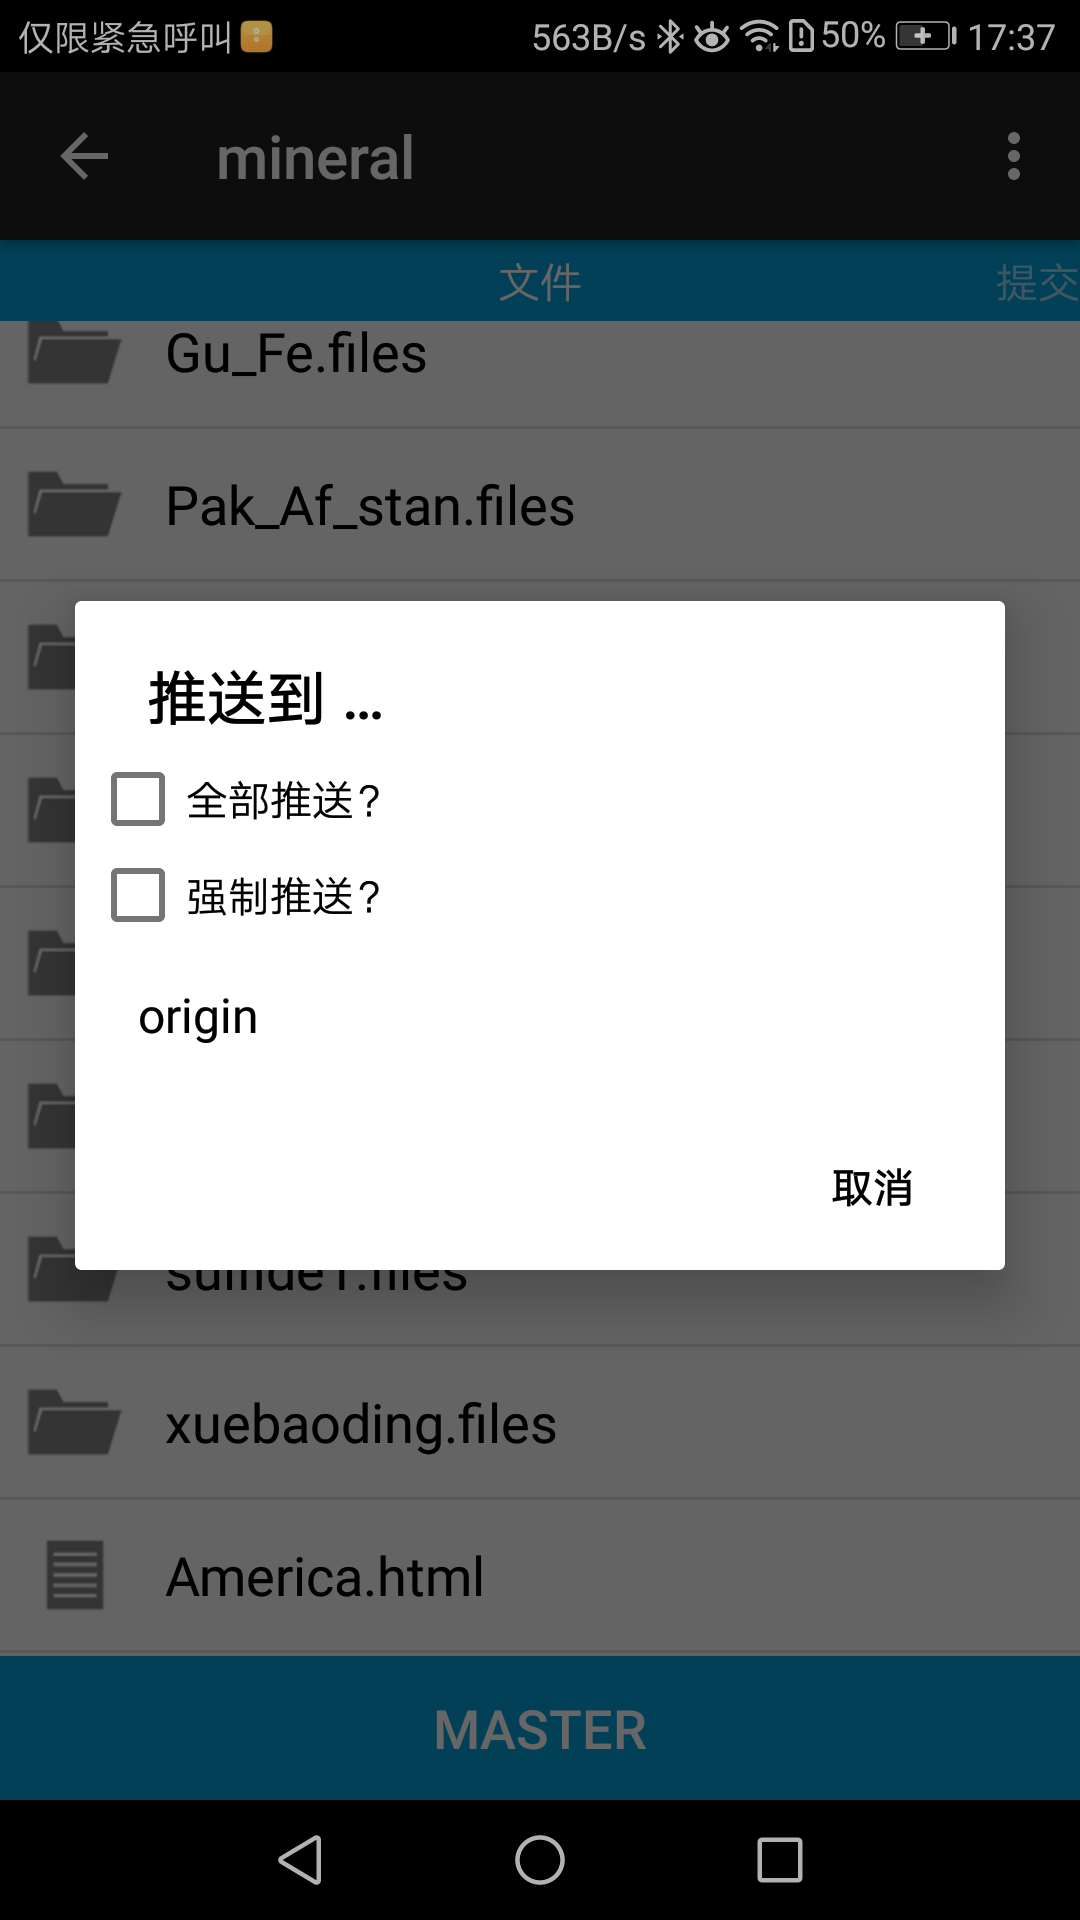 仅限紧急呼叫 563B/s 50% 17:37
mineral
文件 提交
Gu_Fe.files
Pak_Af_stan.files
推送到 ...
全部推送?
强制推送?
origin
取消
xuebaoding.files
America.html
MASTER